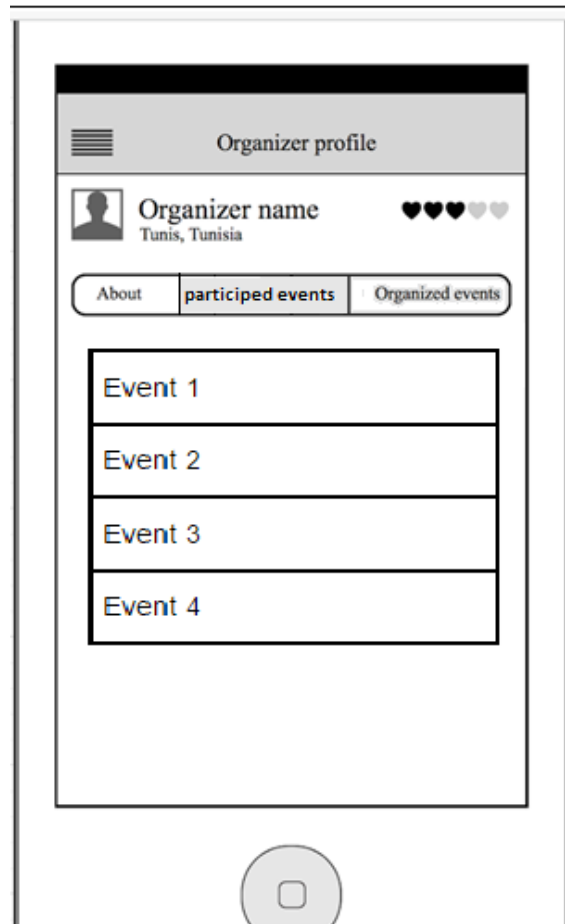 Organizer profile
Organizer name
Tunis, Tunisia
About participed events Organized events
Event 1
Event 2
Event 3
Event 4